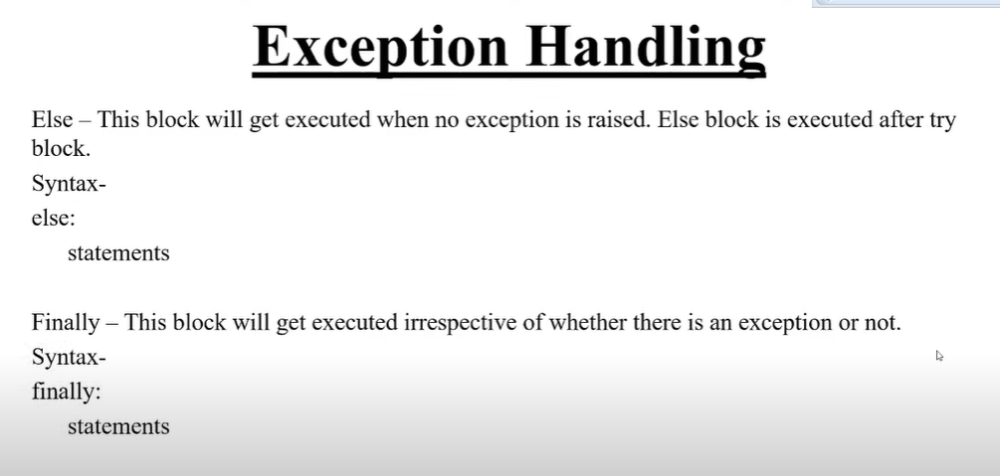 Exception Handling
Else – This block will get executed when no exception is raised. Else block is executed after try
block.
Syntax-
else:
statements
Finally – This block will get executed irrespective of whether there is an exception or not.
Syntax-
finally:
statements